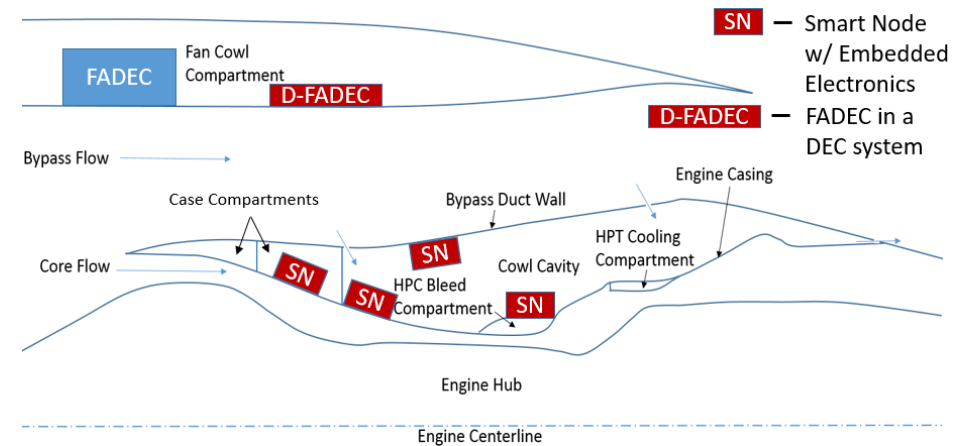 SN
Smart Node
w/ Embedded
Electronics
D-FADEC
FADEC in a
DEC system
FADEC
Fan Cowl
Compartment
D-FADEC
Bypass Flow
Engine Casing
Case Compartments
Bypass Duct Wall
HPT Cooling
Compartment
Core Flow
SN
SN
SN
Cowl Cavity
HPC Bleed
Compartment
SN
Engine Hub
Engine Centerline